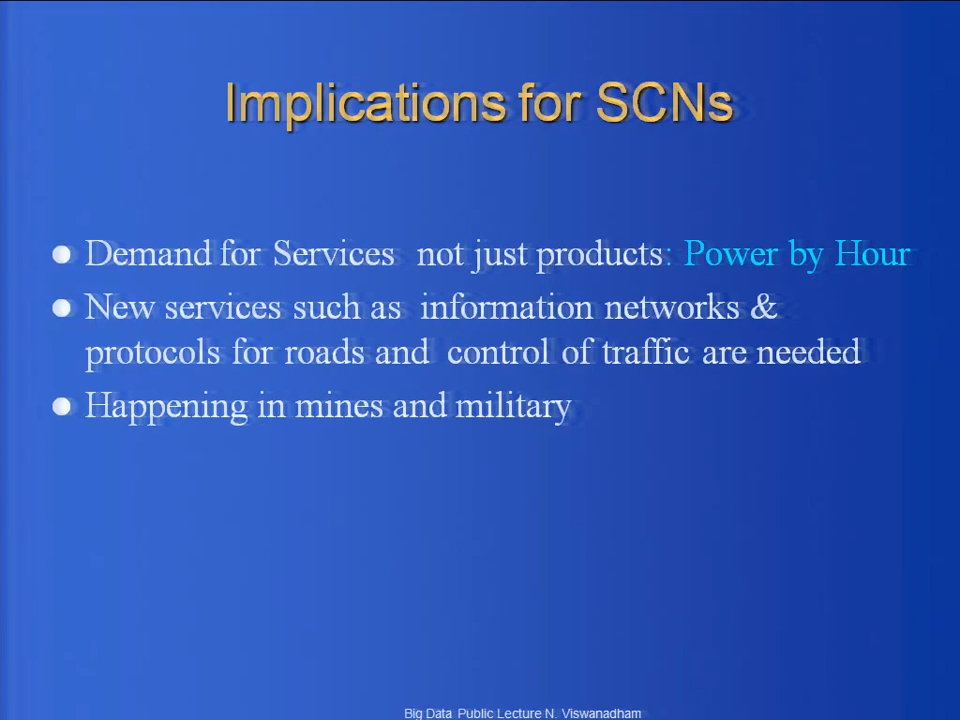 Implications for SCNs
Demand for Services not just products: Power by Hour
New services such as information networks &
protocols for roads and control of traffic are needed
Happening in mines and military
Big Data Public Lecture N. Viswanadham